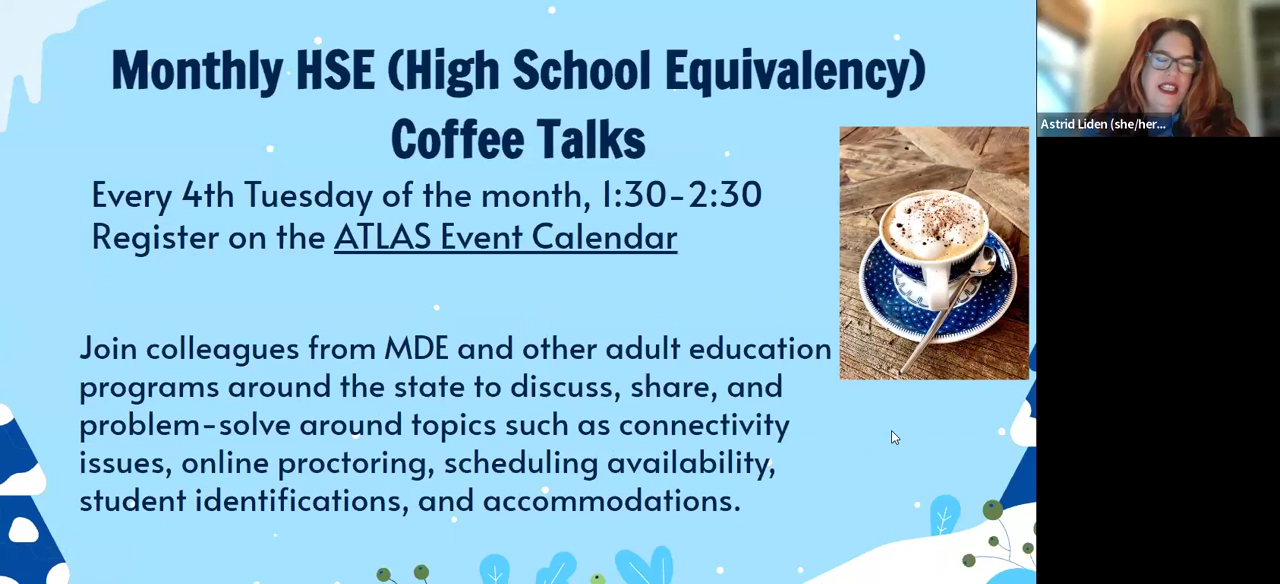 Monthly HSE (High School Equivalency)
Coffee Talks
Every 4th Tuesday of the month, 1:30-2:30
Register on the ATLAS Event Calendar
Join colleagues from MDE and other adult education
programs around the state to discuss, share, and
problem-solve around topics such as connectivity
issues, online proctoring, scheduling availability,
student identifications, and accommodations.
Astrid Liden (she/her...